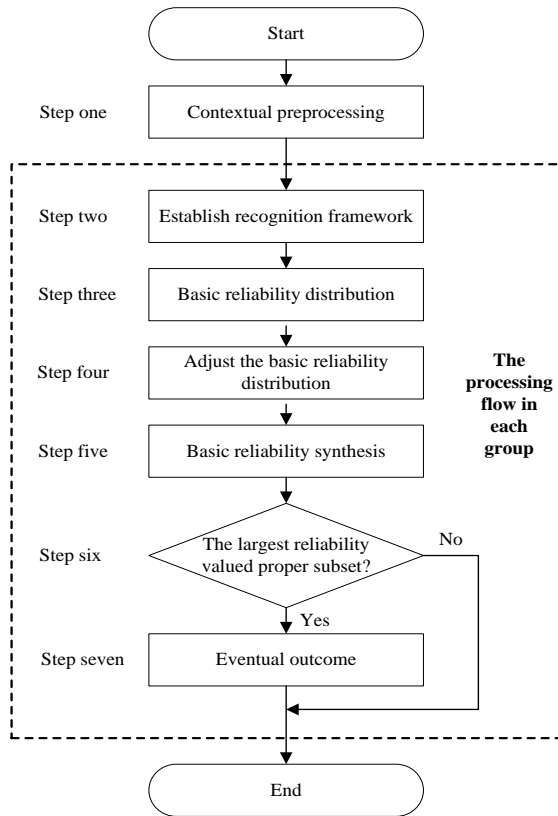 Start
Step one
Contextual preprocessing
Step two
Establish recognition framework
Step three
Basic reliability distribution
Step four
Adjust the basic reliability
distribution
The
processing
flow in
each
group
Step five
Basic reliability synthesis
Step six
The largest reliability
valued proper subset?
No
Yes
Step seven
Eventual outcome
End